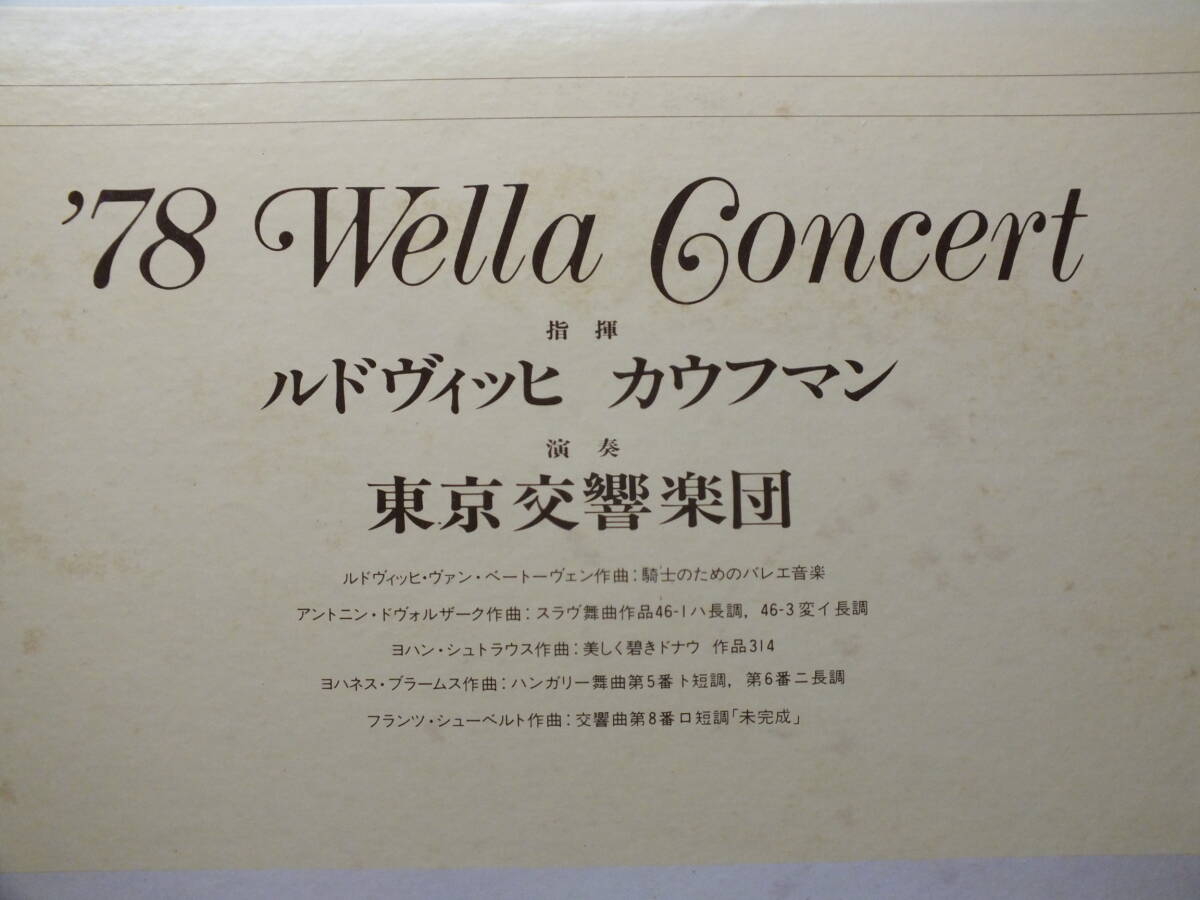 ’78 Wella Concert
指揮
ルドヴィッヒ カウフマン
演奏
東京交響楽団
ルドヴィッヒ・ヴァン・ベートーヴェン作曲：騎士のためのバレエ音楽
アントニン・ドヴォルザーク作曲：スラヴ舞曲作品46-1ハ長調，46-3変イ長調
ヨハン・シュトラウス作曲：美しく碧きドナウ 作品314
ヨハネス・ブラームス作曲：ハンガリー舞曲第5番ト短調，第6番ニ長調
フランツ・シューベルト作曲：交響曲第8番ロ短調「未完成」